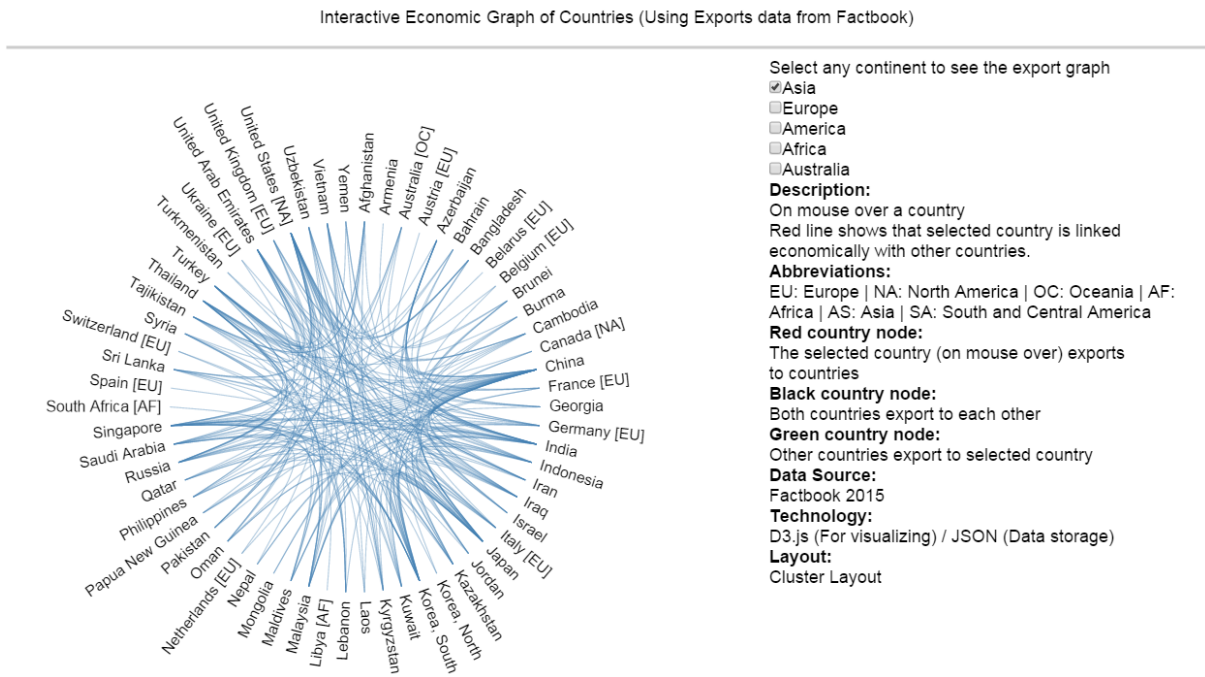 Interactive Economic Graph of Countries (Using Exports data from Factbook)
Select any continent to see the export graph
Asia
Europe
America
Africa
Australia
Description:
On mouse over a country
Red line shows that selected country is linked
economically with other countries.
Abbreviations:
EU: Europe | NA: North America | OC: Oceania | AF:
Africa | AS: Asia | SA: South and Central America
Red country node:
The selected country (on mouse over) exports
to countries
Black country node:
Both countries export to each other
Green country node:
Other countries export to selected country
Data Source:
Factbook 2015
Technology:
D3.js (For visualizing) / JSON (Data storage)
Layout:
Cluster Layout
Afghanistan
Armenia
Australia [OC]
Austria [EU]
Azerbaijan
Bahrain
Bangladesh
Belarus [EU]
Belgium [EU]
Brunei
Burma
Cambodia
Canada [NA]
China
France [EU]
Georgia
Germany [EU]
India
Indonesia
Iran
Iraq
Israel
Italy [EU]
Japan
Jordan
Kazakhstan
Korea, North
Korea, South
Kuwait
Kyrgyzstan
Laos
Lebanon
Libya [AF]
Malaysia
Maldives
Mongolia
Nepal
Netherlands [EU]
Oman
Pakistan
Papua New Guinea
Philippines
Qatar
Russia
Saudi Arabia
Singapore
South Africa [AF]
Spain [EU]
Sri Lanka
Switzerland [EU]
Syria
Tajikistan
Thailand
Turkey
Turkmenistan
Ukraine [EU]
United Arab Emirates
United Kingdom [EU]
United States [NA]
Uzbekistan
Vietnam
Yemen